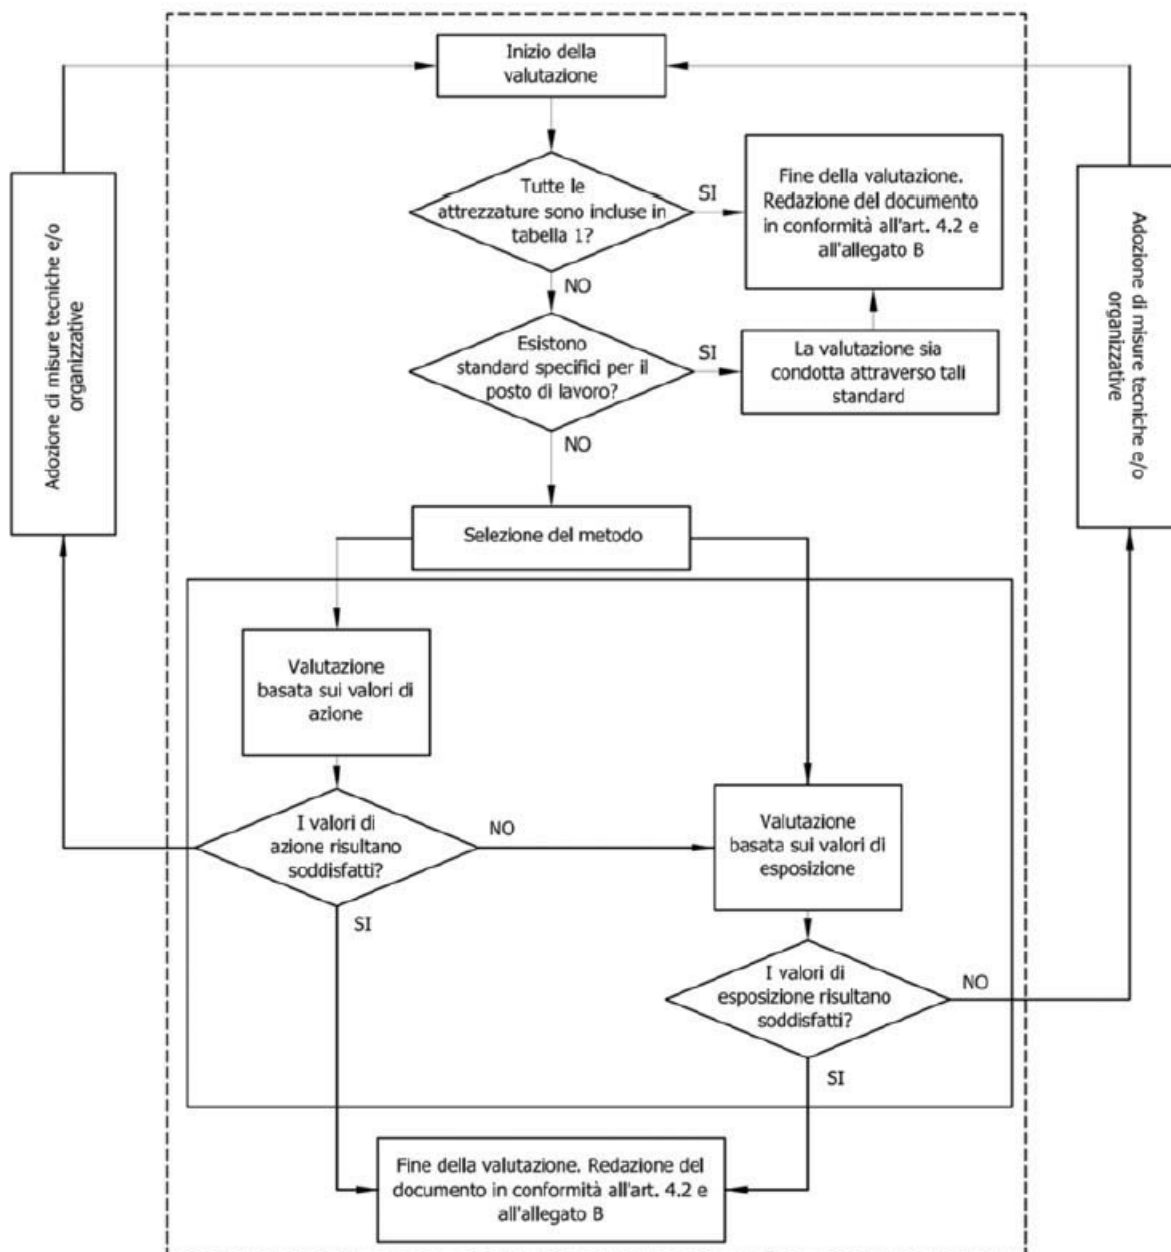 Inizio della
valutazione
Tutte le
attrezzature sono incluse in
tabella 1?
SI
Fine della valutazione.
Redazione del documento
in conformità all'art. 4.2 e
all'allegato B
NO
Esistono
standard specifici per il
posto di lavoro?
SI
La valutazione sia
condotta attraverso tali
standard
NO
Adozione di misure tecniche e/o
organizzative
Adozione di misure tecniche e/o
organizzative
Selezione del metodo
Valutazione
basata sui valori di
azione
I valori di
azione risultano
soddisfatti?
NO
Valutazione
basata sui valori di
esposizione
SI
I valori di
esposizione risultano
soddisfatti?
NO
SI
Fine della valutazione. Redazione del
documento in conformità all'art. 4.2 e
all'allegato B